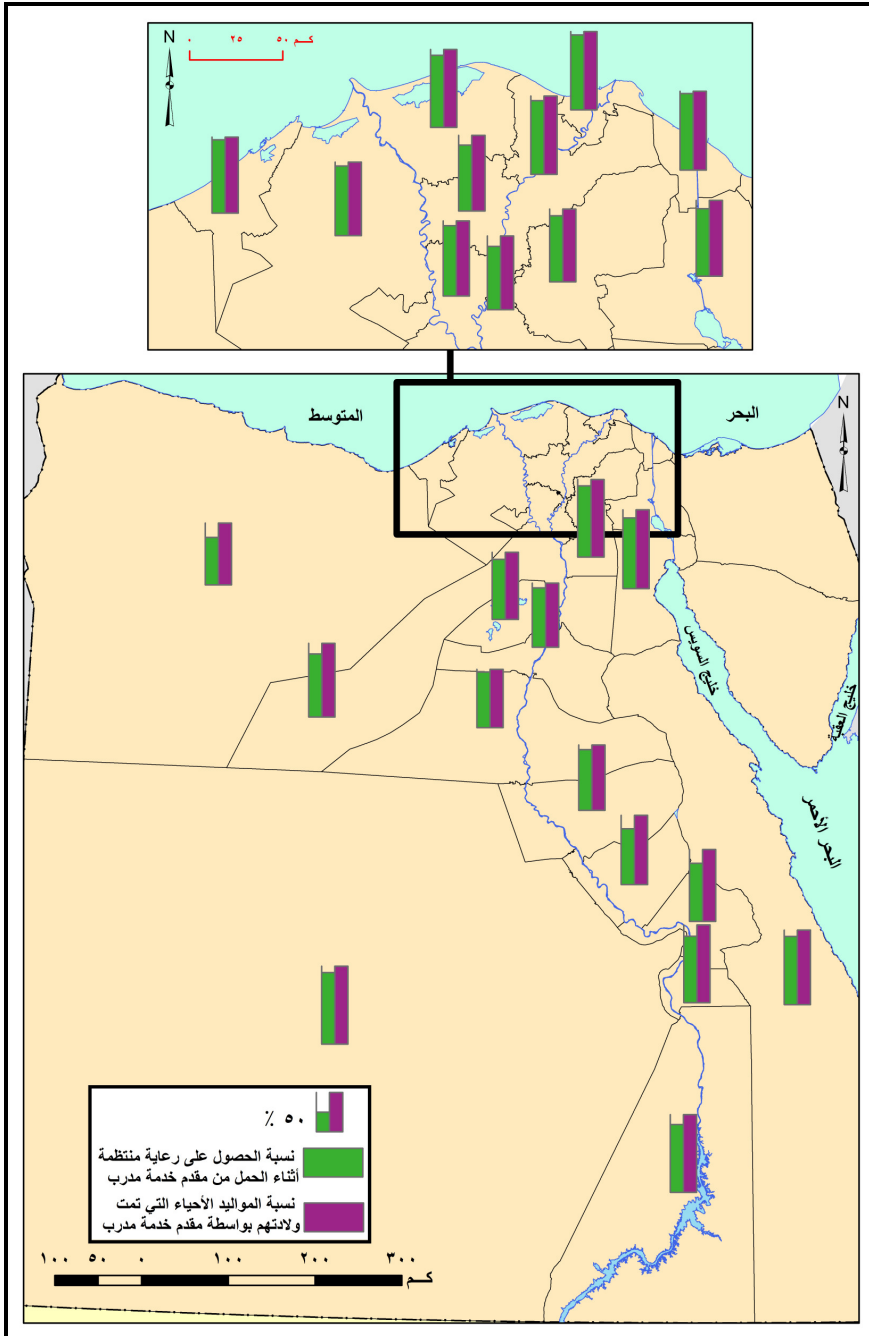 N
٠ ٢٥ ٥٠ كـم
البحر
المتوسط
N
خليج السويس
خليج العقبة
البحر الأحمر
٥٠ ٪
نسبة الحصول على رعاية منتظمة
أثناء الحمل من مقدم خدمة مدرب
نسبة المواليد الأحياء التي تمت
ولادتهم بواسطة مقدم خدمة مدرب
١٠٠ ٥٠ ٠ ١٠٠ ٢٠٠ ٣٠٠
كـــم